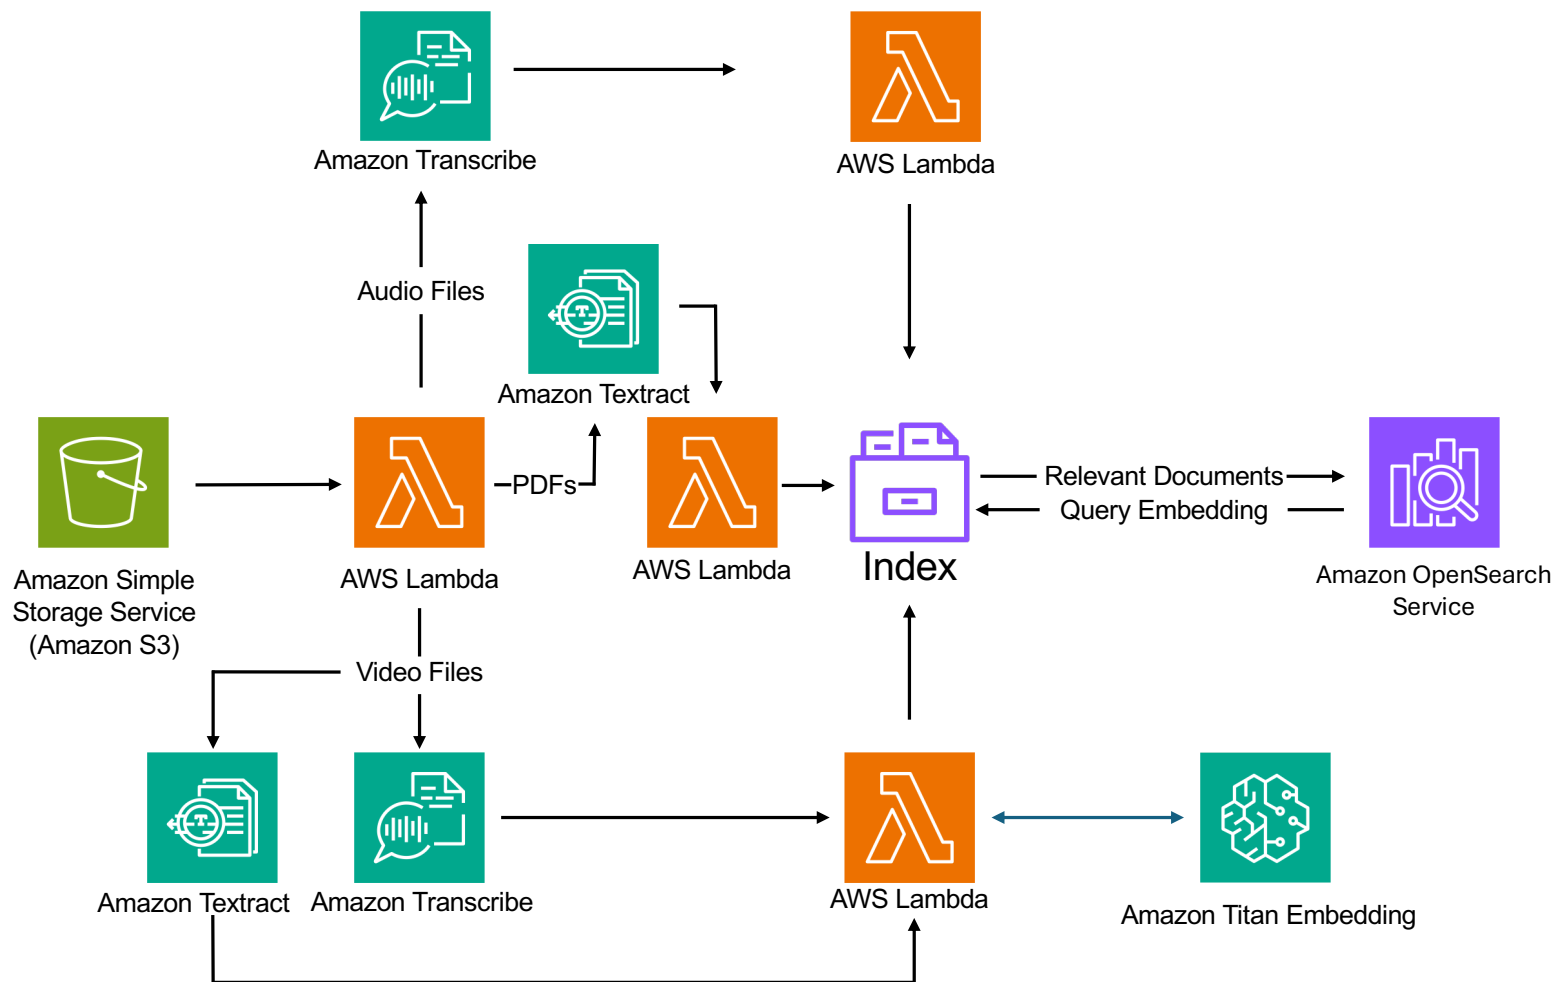 Amazon Transcribe
AWS Lambda
Audio Files
Amazon Textract
PDFs
Relevant Documents
Query Embedding
Amazon Simple
Storage Service
(Amazon S3)
AWS Lambda
AWS Lambda
Index
Amazon OpenSearch
Service
Video Files
Amazon Textract
Amazon Transcribe
AWS Lambda
Amazon Titan Embedding